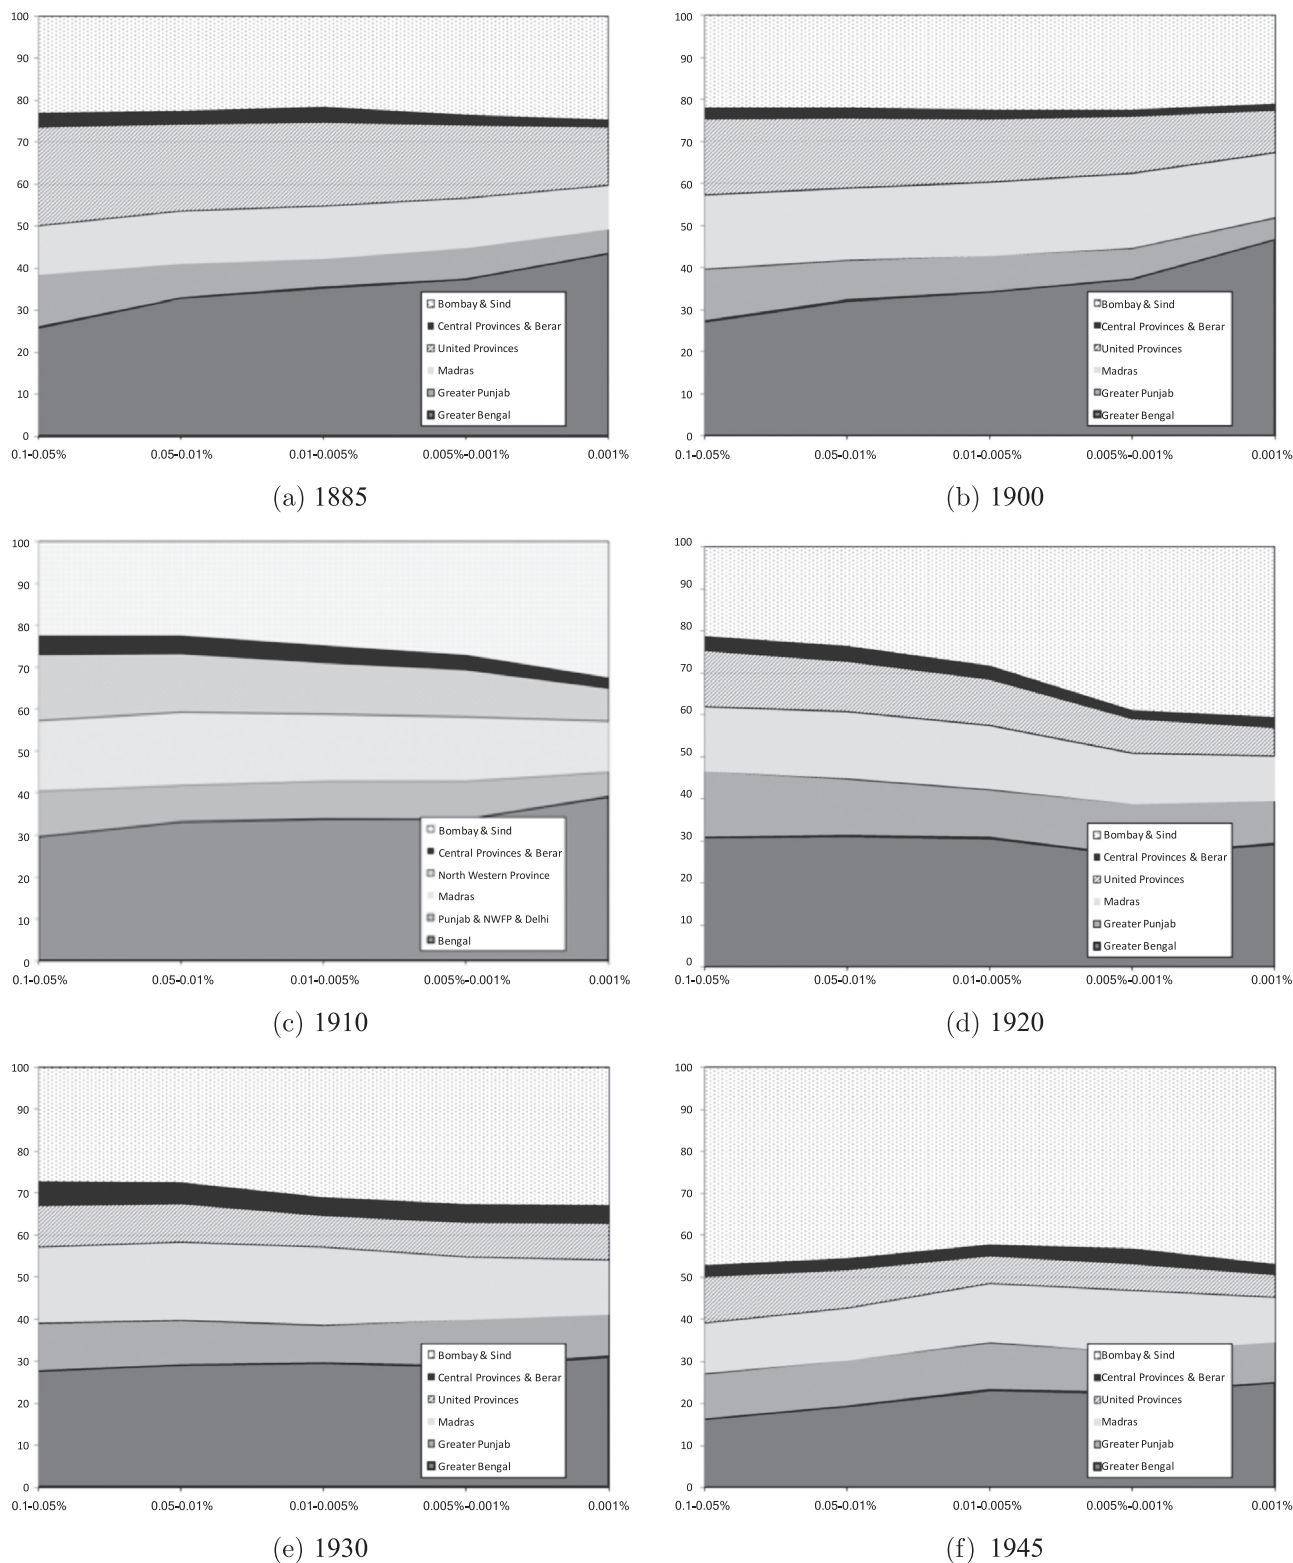 100
90
80
70
60
50
40
30
20
10
0
Bombay & Sind
Central Provinces & Berar
United Provinces
Madras
Greater Punjab
Greater Bengal
0.1-0.05% 0.05-0.01% 0.01-0.005% 0.005%-0.001% 0.001%
(a) 1885
100
90
80
70
60
50
40
30
20
10
0
Bombay & Sind
Central Provinces & Berar
United Provinces
Madras
Greater Punjab
Greater Bengal
0.1-0.05% 0.05-0.01% 0.01-0.005% 0.005%-0.001% 0.001%
(b) 1900
100
90
80
70
60
50
40
30
20
10
0
Bombay & Sind
Central Provinces & Berar
North Western Province
Madras
Punjab & NWFP & Delhi
Bengal
0.1-0.05% 0.05-0.01% 0.01-0.005% 0.005%-0.001% 0.001%
(c) 1910
100
90
80
70
60
50
40
30
20
10
0
Bombay & Sind
Central Provinces & Berar
United Provinces
Madras
Greater Punjab
Greater Bengal
0.1-0.05% 0.05-0.01% 0.01-0.005% 0.005%-0.001% 0.001%
(d) 1920
100
90
80
70
60
50
40
30
20
10
0
Bombay & Sind
Central Provinces & Berar
United Provinces
Madras
Greater Punjab
Greater Bengal
0.1-0.05% 0.05-0.01% 0.01-0.005% 0.005%-0.001% 0.001%
(e) 1930
100
90
80
70
60
50
40
30
20
10
0
Bombay & Sind
Central Provinces & Berar
United Provinces
Madras
Greater Punjab
Greater Bengal
0.1-0.05% 0.05-0.01% 0.01-0.005% 0.005%-0.001% 0.001%
(f) 1945